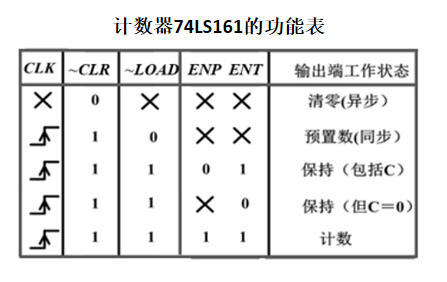 计数器74LS161的功能表
CLK ~CLR ~LOAD ENP ENT 输出端工作状态
× 0 × × × 清零(异步)
1 0 × × 预置数(同步)
1 1 0 1 保持（包括C）
1 1 × 0 保持（但C＝0）
1 1 1 1 计数